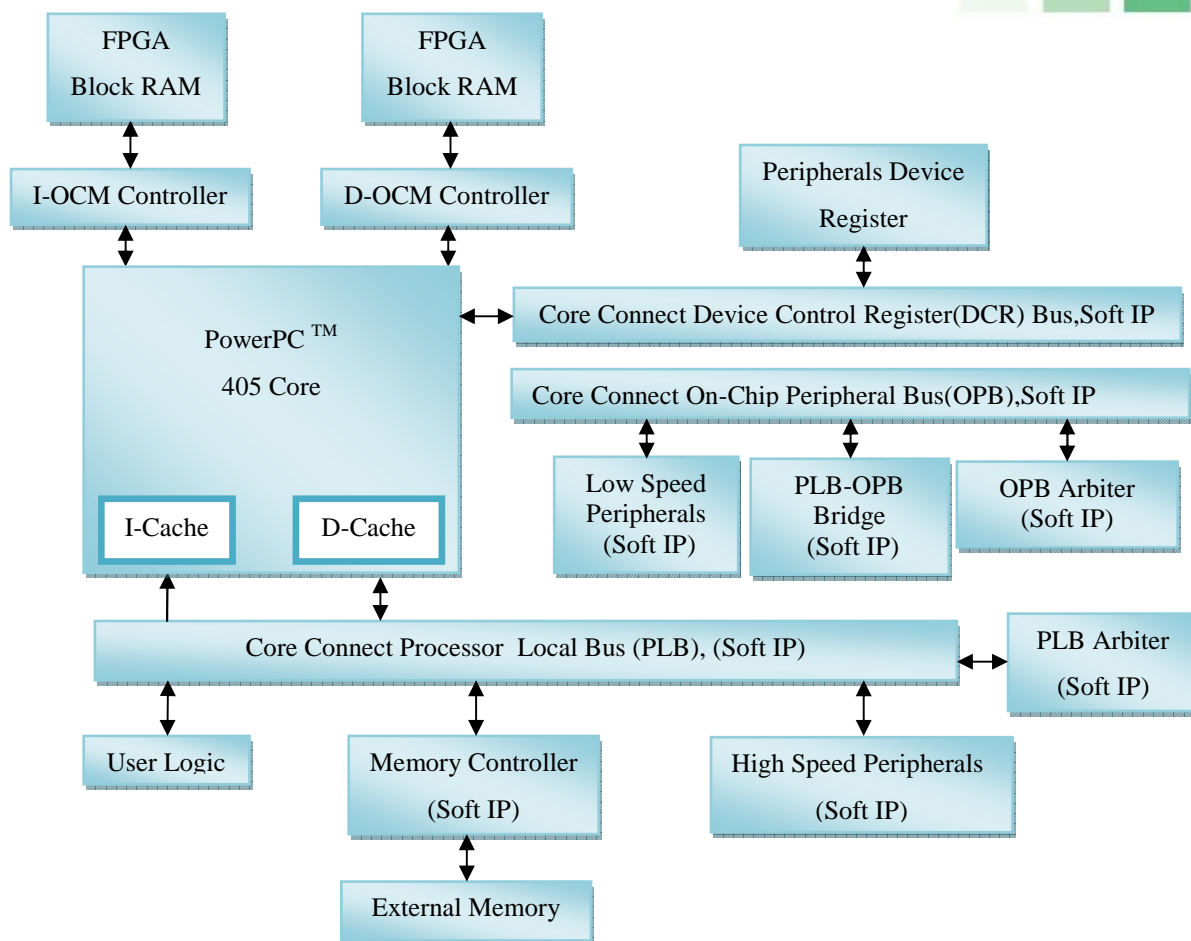 FPGA
Block RAM
FPGA
Block RAM
I-OCM Controller
D-OCM Controller
Peripherals Device
Register
PowerPC TM
405 Core
Core Connect Device Control Register(DCR) Bus,Soft IP
Core Connect On-Chip Peripheral Bus(OPB),Soft IP
Low Speed
Peripherals
(Soft IP)
PLB-OPB
Bridge
(Soft IP)
OPB Arbiter
(Soft IP)
I-Cache
D-Cache
Core Connect Processor Local Bus (PLB), (Soft IP)
PLB Arbiter
(Soft IP)
User Logic
Memory Controller
(Soft IP)
High Speed Peripherals
(Soft IP)
External Memory